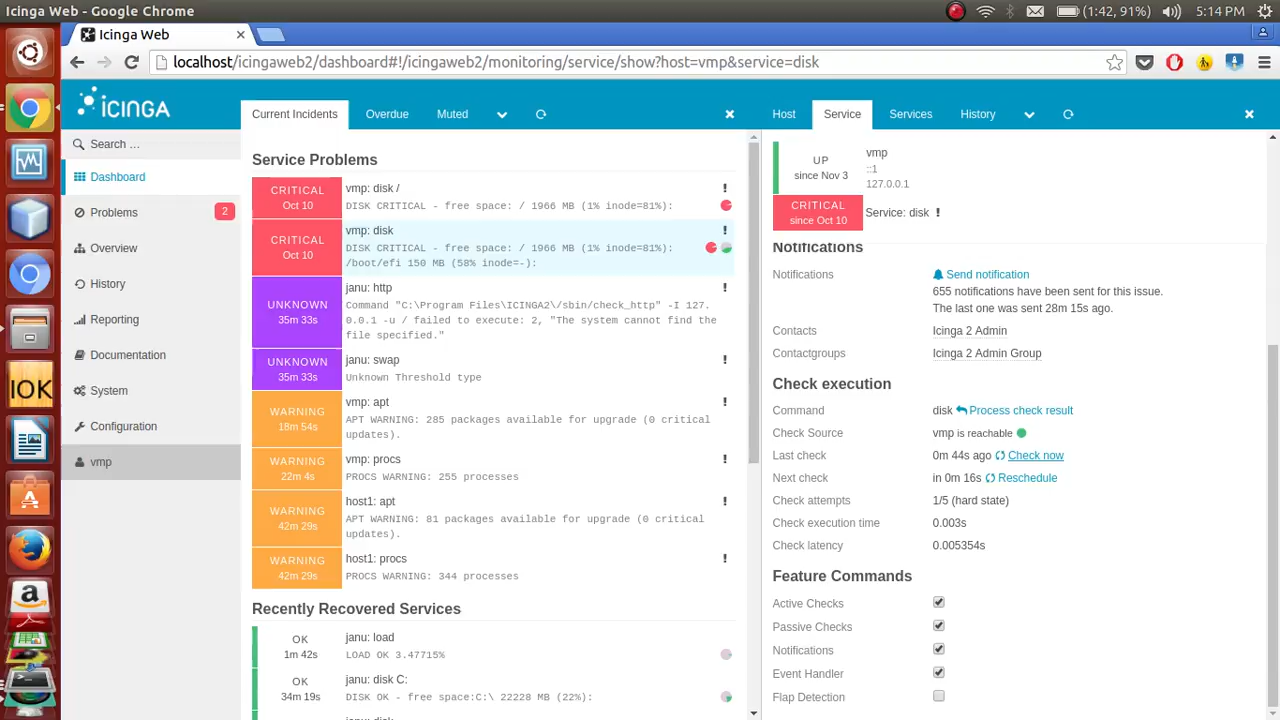 Icinga Web - Google Chrome
(1:42, 91%) 5:14 PM
Icinga Web
localhost/icingaweb2/dashboard#!/icingaweb2/monitoring/service/show?host=vmp&service=disk
icinga
Search …
Dashboard
Problems 2
Overview
History
Reporting
Documentation
System
Configuration
vmp
IOK
Current Incidents Overdue Muted
Service Problems
CRITICAL
Oct 10
vmp: disk /
DISK CRITICAL - free space: / 1966 MB (1% inode=81%):
CRITICAL
Oct 10
vmp: disk
DISK CRITICAL - free space: / 1966 MB (1% inode=81%):
/boot/efi 150 MB (58% inode=-):
UNKNOWN
35m 33s
janu: http
Command "C:\Program Files\ICINGA2\/sbin/check_http" -I 127.
0.0.1 -u / failed to execute: 2, "The system cannot find the
file specified."
UNKNOWN
35m 33s
janu: swap
Unknown Threshold type
WARNING
18m 54s
vmp: apt
APT WARNING: 285 packages available for upgrade (0 critical
updates).
WARNING
22m 4s
vmp: procs
PROCS WARNING: 255 processes
WARNING
42m 29s
host1: apt
APT WARNING: 81 packages available for upgrade (0 critical
updates).
WARNING
42m 29s
host1: procs
PROCS WARNING: 344 processes
Recently Recovered Services
OK
1m 42s
janu: load
LOAD OK 3.47715%
OK
34m 19s
janu: disk C:
DISK OK - free space:C:\ 22228 MB (22%):
Host Service Services History
UP
since Nov 3
vmp
::1
127.0.0.1
CRITICAL
since Oct 10
Service: disk
Notifications
Notifications Send notification
655 notifications have been sent for this issue.
The last one was sent 28m 15s ago.
Contacts Icinga 2 Admin
Contactgroups Icinga 2 Admin Group
Check execution
Command disk Process check result
Check Source vmp is reachable
Last check 0m 44s ago Check now
Next check in 0m 16s Reschedule
Check attempts 1/5 (hard state)
Check execution time 0.003s
Check latency 0.005354s
Feature Commands
Active Checks
Passive Checks
Notifications
Event Handler
Flap Detection